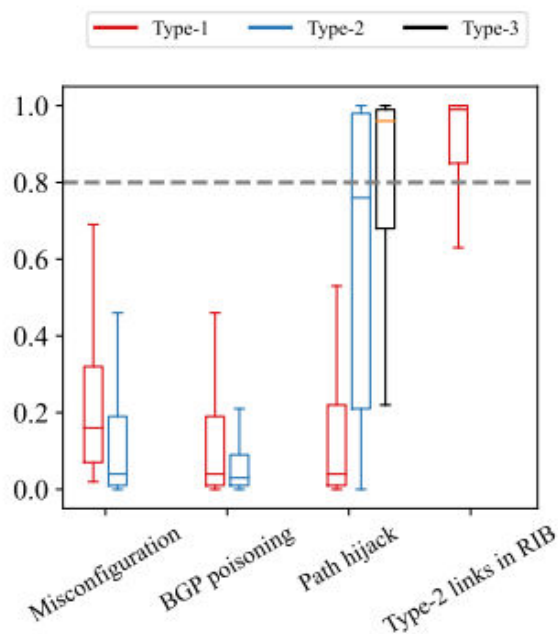 Type-1 Type-2 Type-3
1.0
0.8
0.6
0.4
0.2
0.0
Misconfiguration
BGP poisoning
Path hijack
Type-2 links in RIB